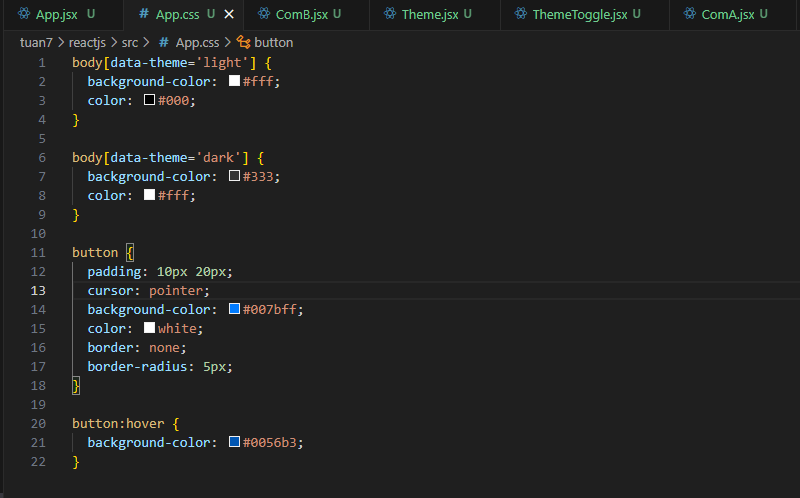 App.jsx U # App.css U ✕ ComB.jsx U Theme.jsx U ThemeToggle.jsx U ComA.jsx U
tuan7 > reactjs > src > # App.css > button
1 body[data-theme='light'] {
2 background-color: #fff;
3 color: #000;
4 }
5
6 body[data-theme='dark'] {
7 background-color: #333;
8 color: #fff;
9 }
10
11 button {
12 padding: 10px 20px;
13 cursor: pointer;
14 background-color: #007bff;
15 color: white;
16 border: none;
17 border-radius: 5px;
18 }
19
20 button:hover {
21 background-color: #0056b3;
22 }